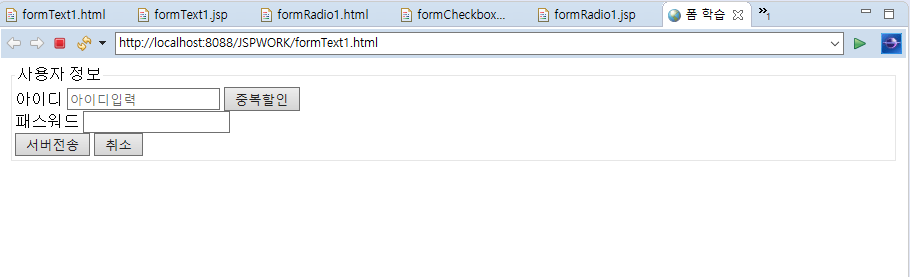 formText1.html formText1.jsp formRadio1.html formCheckbox... formRadio1.jsp 폼 학습 »1
http://localhost:8088/JSPWORK/formText1.html
사용자 정보
아이디 아이디입력 중복할인
패스워드
서버전송 취소